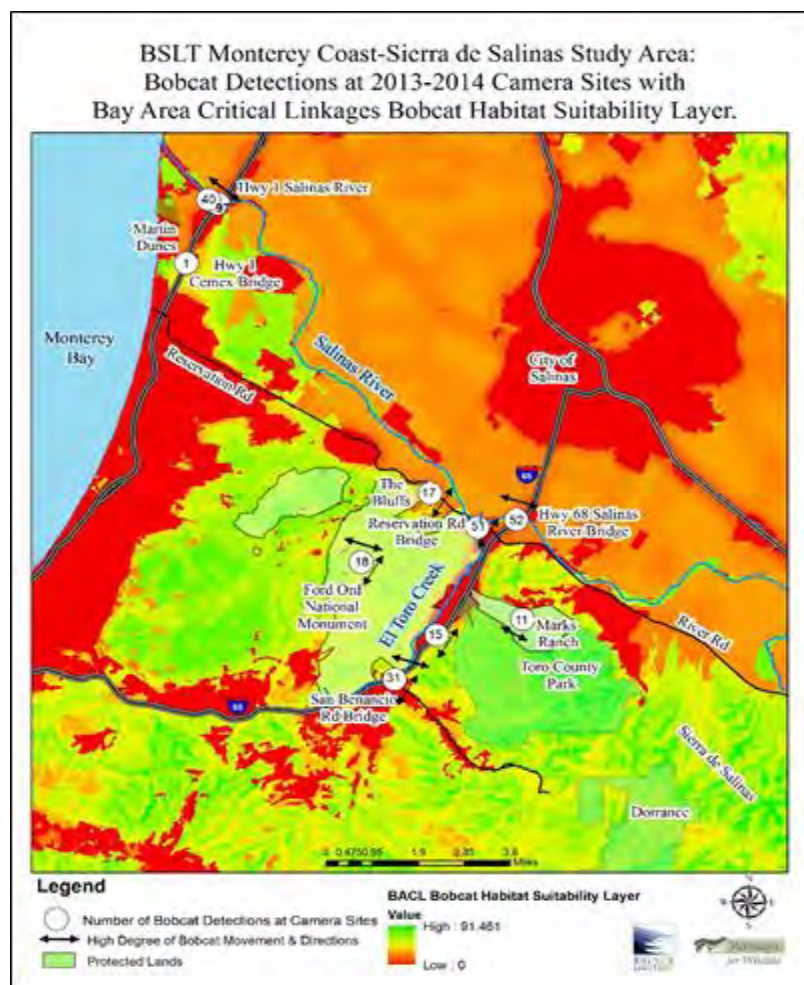 BSLT Monterey Coast-Sierra de Salinas Study Area:
Bobcat Detections at 2013-2014 Camera Sites with
Bay Area Critical Linkages Bobcat Habitat Suitability Layer.
40
9
Hwy 1 Salinas River
Martin
Dunes
1
Hwy 1
Cemex Bridge
Monterey
Bay
Reservation Rd
Salinas River
City of
Salinas
68
The
Bluffs
17
Reservation Rd
Bridge
51
52
Hwy 68 Salinas
River Bridge
18
Ford Ord
National
Monument
El Toro Creek
15
11
Marks
Ranch
Toro County
Park
River Rd
31
San Benancio
Rd Bridge
68
Sierra de Salinas
Dorrance
0 0.475 0.95 1.9 2.85 3.8
Miles
Legend
Number of Bobcat Detections at Camera Sites
High Degree of Bobcat Movement & Directions
Protected Lands
BACL Bobcat Habitat Suitability Layer
Value
High : 91.461
Low : 0
N
W
E
S